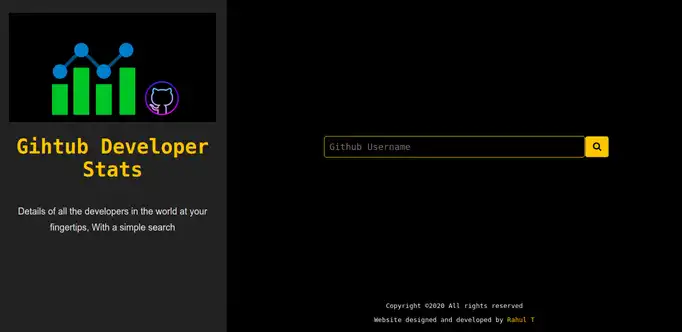 Gihtub Developer
Stats
Details of all the developers in the world at your
fingertips, With a simple search
Github Username
Copyright ©2020 All rights reserved
Website designed and developed by Rahul T